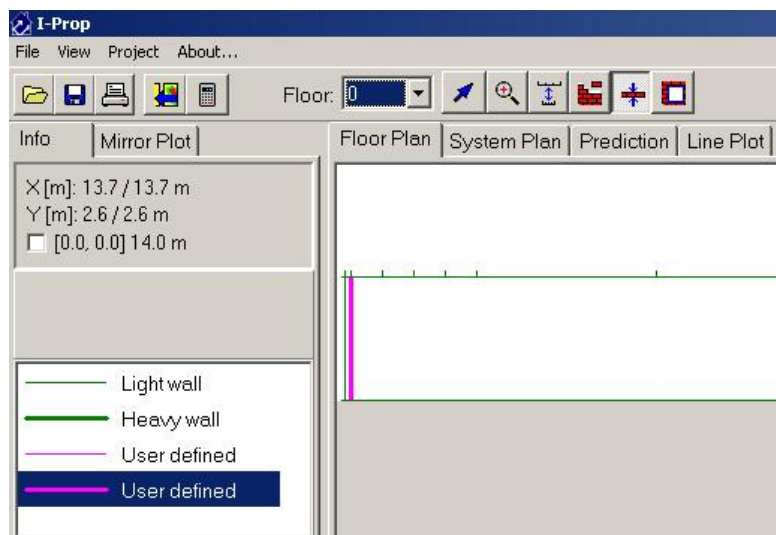 I-Prop
File View Project About...
Floor: 0
Info Mirror Plot Floor Plan System Plan Prediction Line Plot
X [m]: 13.7 / 13.7 m
Y [m]: 2.6 / 2.6 m
[0.0, 0.0] 14.0 m
Light wall
Heavy wall
User defined
User defined